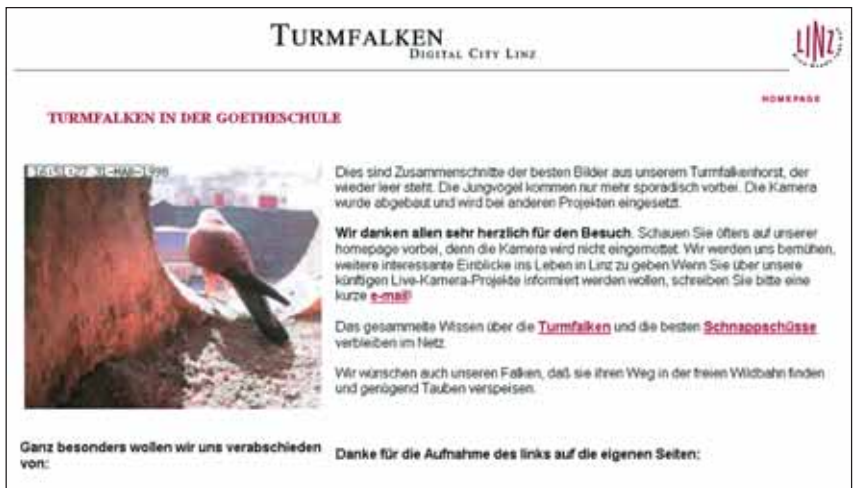 TURMFALKEN
DIGITAL CITY LINZ
LINZ
HOMEPAGE
TURMFALKEN IN DER GOETHESCHULE
31-MAR-1998
Dies sind Zusammenschnitte der besten Bilder aus unserem Turmfalkenhorst, der
wieder leer steht. Die Jungvögel kommen nur mehr sporadisch vorbei. Die Kamera
wurde abgebaut und wird bei anderen Projekten eingesetzt.
Wir danken allen sehr herzlich für den Besuch. Schauen Sie öfters auf unserer
homepage vorbei, denn die Kamera wird nicht eingemottet. Wir werden uns bemühen,
weitere interessante Einblicke ins Leben in Linz zu geben.Wenn Sie über unsere
künftigen Live-Kamera-Projekte informiert werden wollen, schreiben Sie bitte eine
kurze e-mail!
Das gesammelte Wissen über die Turmfalken und die besten Schnappschüsse
verbleiben im Netz.
Wir wünschen auch unseren Falken, daß sie ihren Weg in der freien Wildbahn finden
und genügend Tauben verspeisen.
Ganz besonders wollen wir uns verabschieden
von:
Danke für die Aufnahme des links auf die eigenen Seiten: